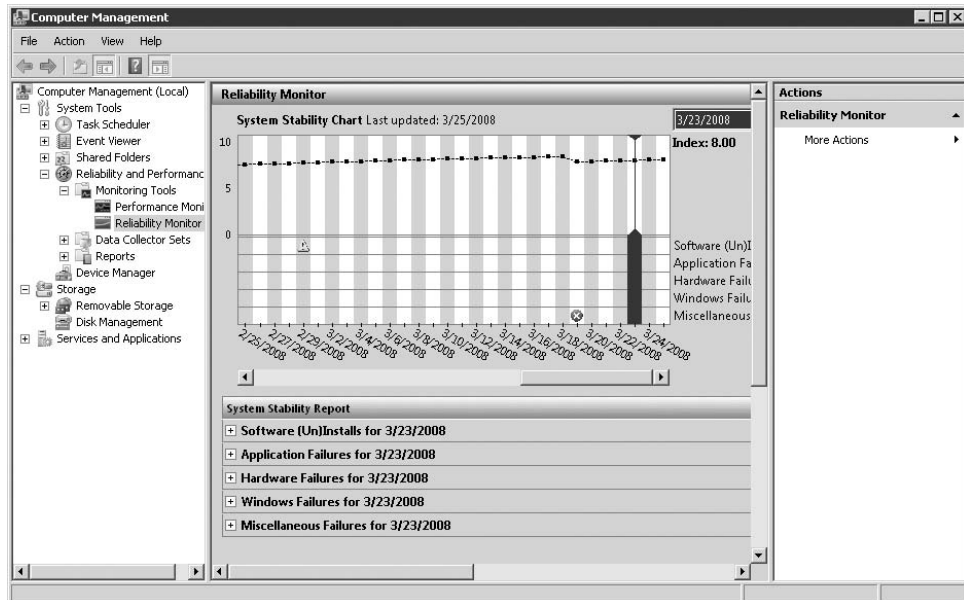 Computer Management
File Action View Help
Computer Management (Local)
System Tools
Task Scheduler
Event Viewer
Shared Folders
Reliability and Performanc
Monitoring Tools
Performance Moni
Reliability Monitor
Data Collector Sets
Reports
Device Manager
Storage
Removable Storage
Disk Management
Services and Applications
Reliability Monitor
System Stability Chart Last updated: 3/25/2008
3/23/2008
Index: 8.00
10
5
0
Software (Un)I
Application Fa
Hardware Failu
Windows Failu
Miscellaneous
2/25/2008 2/27/2008 2/29/2008 3/2/2008 3/4/2008 3/6/2008 3/8/2008 3/10/2008 3/12/2008 3/14/2008 3/16/2008 3/18/2008 3/20/2008 3/22/2008 3/24/2008
System Stability Report
Software (Un)Installs for 3/23/2008
Application Failures for 3/23/2008
Hardware Failures for 3/23/2008
Windows Failures for 3/23/2008
Miscellaneous Failures for 3/23/2008
Actions
Reliability Monitor
More Actions